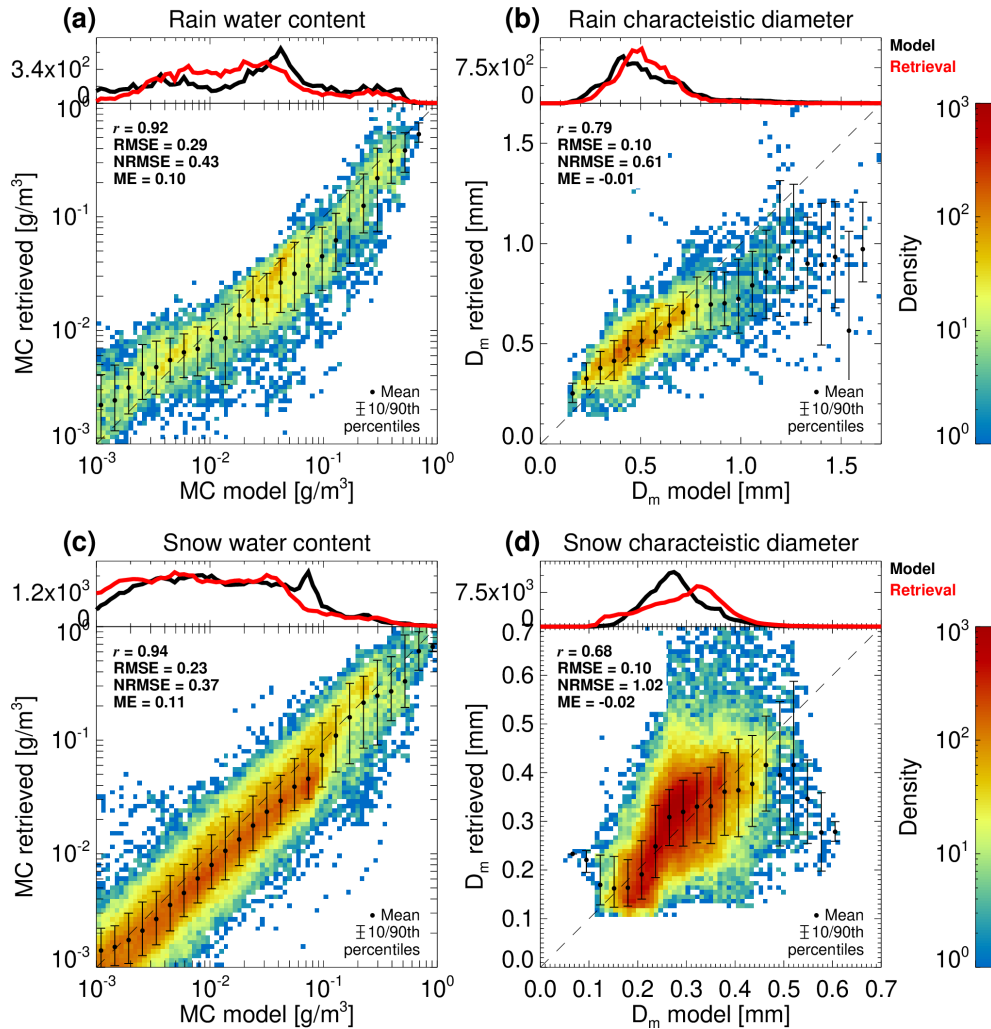 (a) Rain water content
3.4x10²
0
10⁰
10⁻¹
10⁻²
10⁻³
MC retrieved [g/m³]
r = 0.92
RMSE = 0.29
NRMSE = 0.43
ME = 0.10
Mean
10/90th
percentiles
10⁻³ 10⁻² 10⁻¹ 10⁰
MC model [g/m³]
(b) Rain characteistic diameter
Model
Retrieval
7.5x10²
0
1.5
1.0
0.5
0.0
Dₘ retrieved [mm]
r = 0.79
RMSE = 0.10
NRMSE = 0.61
ME = -0.01
Mean
10/90th
percentiles
0.0 0.5 1.0 1.5
Dₘ model [mm]
10³
10²
10¹
10⁰
Density
(c) Snow water content
1.2x10³
0
10⁰
10⁻¹
10⁻²
10⁻³
MC retrieved [g/m³]
r = 0.94
RMSE = 0.23
NRMSE = 0.37
ME = 0.11
Mean
10/90th
percentiles
10⁻³ 10⁻² 10⁻¹ 10⁰
MC model [g/m³]
(d) Snow characteistic diameter
Model
Retrieval
7.5x10³
0
0.7
0.6
0.5
0.4
0.3
0.2
0.1
0.0
Dₘ retrieved [mm]
r = 0.68
RMSE = 0.10
NRMSE = 1.02
ME = -0.02
Mean
10/90th
percentiles
0.0 0.1 0.2 0.3 0.4 0.5 0.6 0.7
Dₘ model [mm]
10³
10²
10¹
10⁰
Density